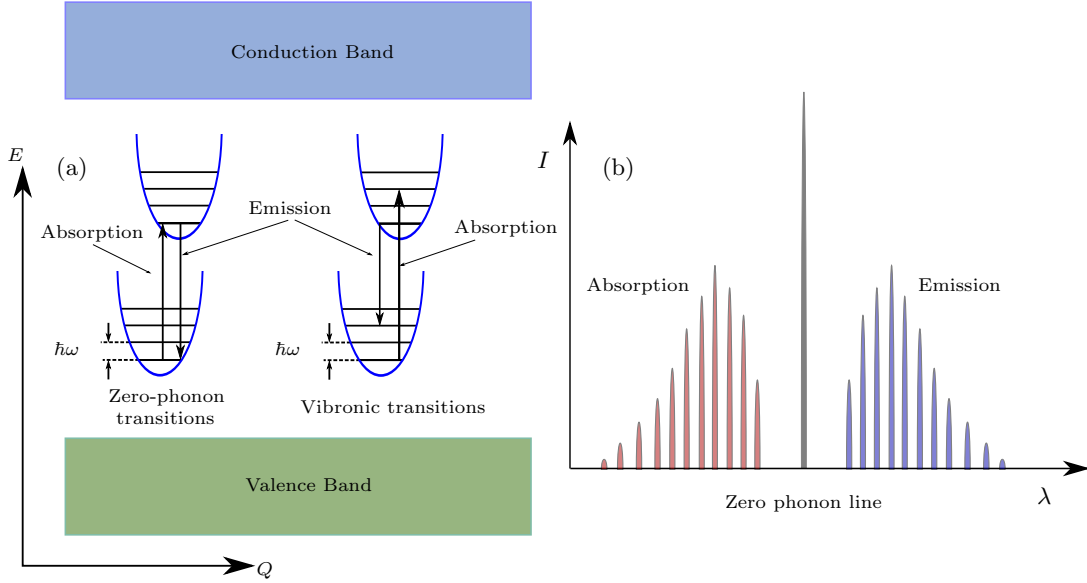 Conduction Band
E
(a)
Emission
Absorption
Absorption
ħω
ħω
Zero-phonon
transitions
Vibronic transitions
Valence Band
Q
I
(b)
Absorption
Emission
Zero phonon line
λ